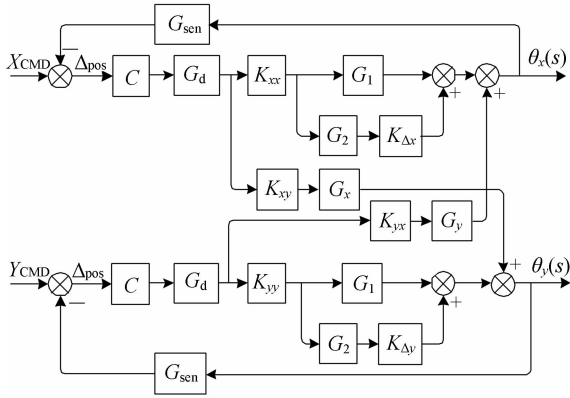 G_sen
X_CMD − Δ_pos C G_d K_xx G_1 + + θ_x(s)
G_2 K_Δx
K_xy G_x
K_yx G_y
Y_CMD Δ_pos − C G_d K_yy G_1 + + θ_y(s)
G_2 K_Δy
G_sen